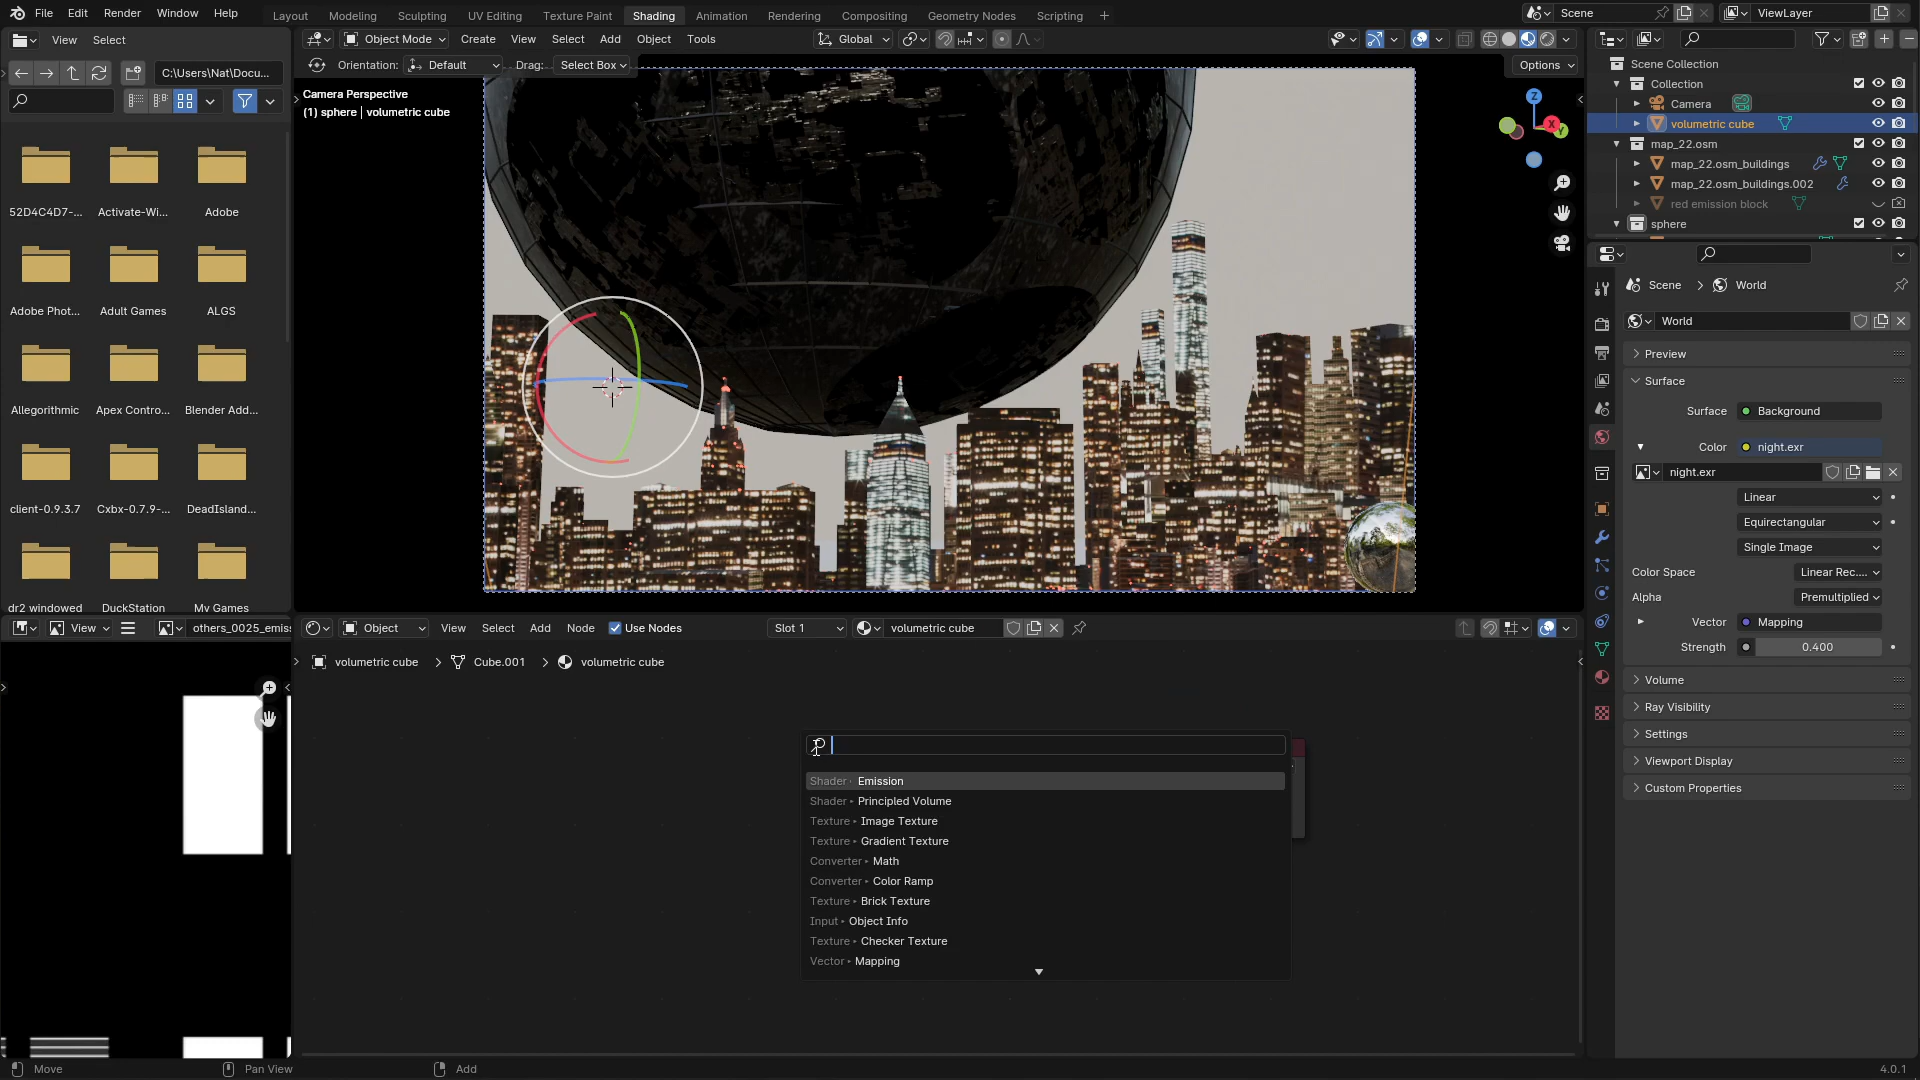 File Edit Render Window Help
Layout Modeling Sculpting UV Editing Texture Paint Shading Animation Rendering Compositing Geometry Nodes Scripting
Scene
ViewLayer
View Select
Object Mode Create View Select Add Object Tools
Global
C:\Users\Nat\Docu...
Orientation: Default Drag: Select Box
Options
Camera Perspective
(1) sphere | volumetric cube
Z
X
Y
Scene Collection
Collection
Camera
volumetric cube
map_22.osm
map_22.osm_buildings
map_22.osm_buildings.002
red emission block
sphere
52D4C4D7-... Activate-Wi... Adobe
Adobe Phot... Adult Games ALGS
Allegorithmic Apex Contro... Blender Add...
client-0.9.3.7 Cxbx-0.7.9-... DeadIsland...
dr2 windowed DuckStation My Games
Scene > World
World
Preview
Surface
Surface Background
Color night.exr
night.exr
Linear
Equirectangular
Single Image
Color Space Linear Rec....
Alpha Premultiplied
Vector Mapping
Strength 0.400
Volume
Ray Visibility
Settings
Viewport Display
Custom Properties
View others_0025_emiss
Object View Select Add Node Use Nodes Slot 1 volumetric cube
volumetric cube > Cube.001 > volumetric cube
Shader Emission
Shader Principled Volume
Texture Image Texture
Texture Gradient Texture
Converter Math
Converter Color Ramp
Texture Brick Texture
Input Object Info
Texture Checker Texture
Vector Mapping
Move Pan View Add 4.0.1